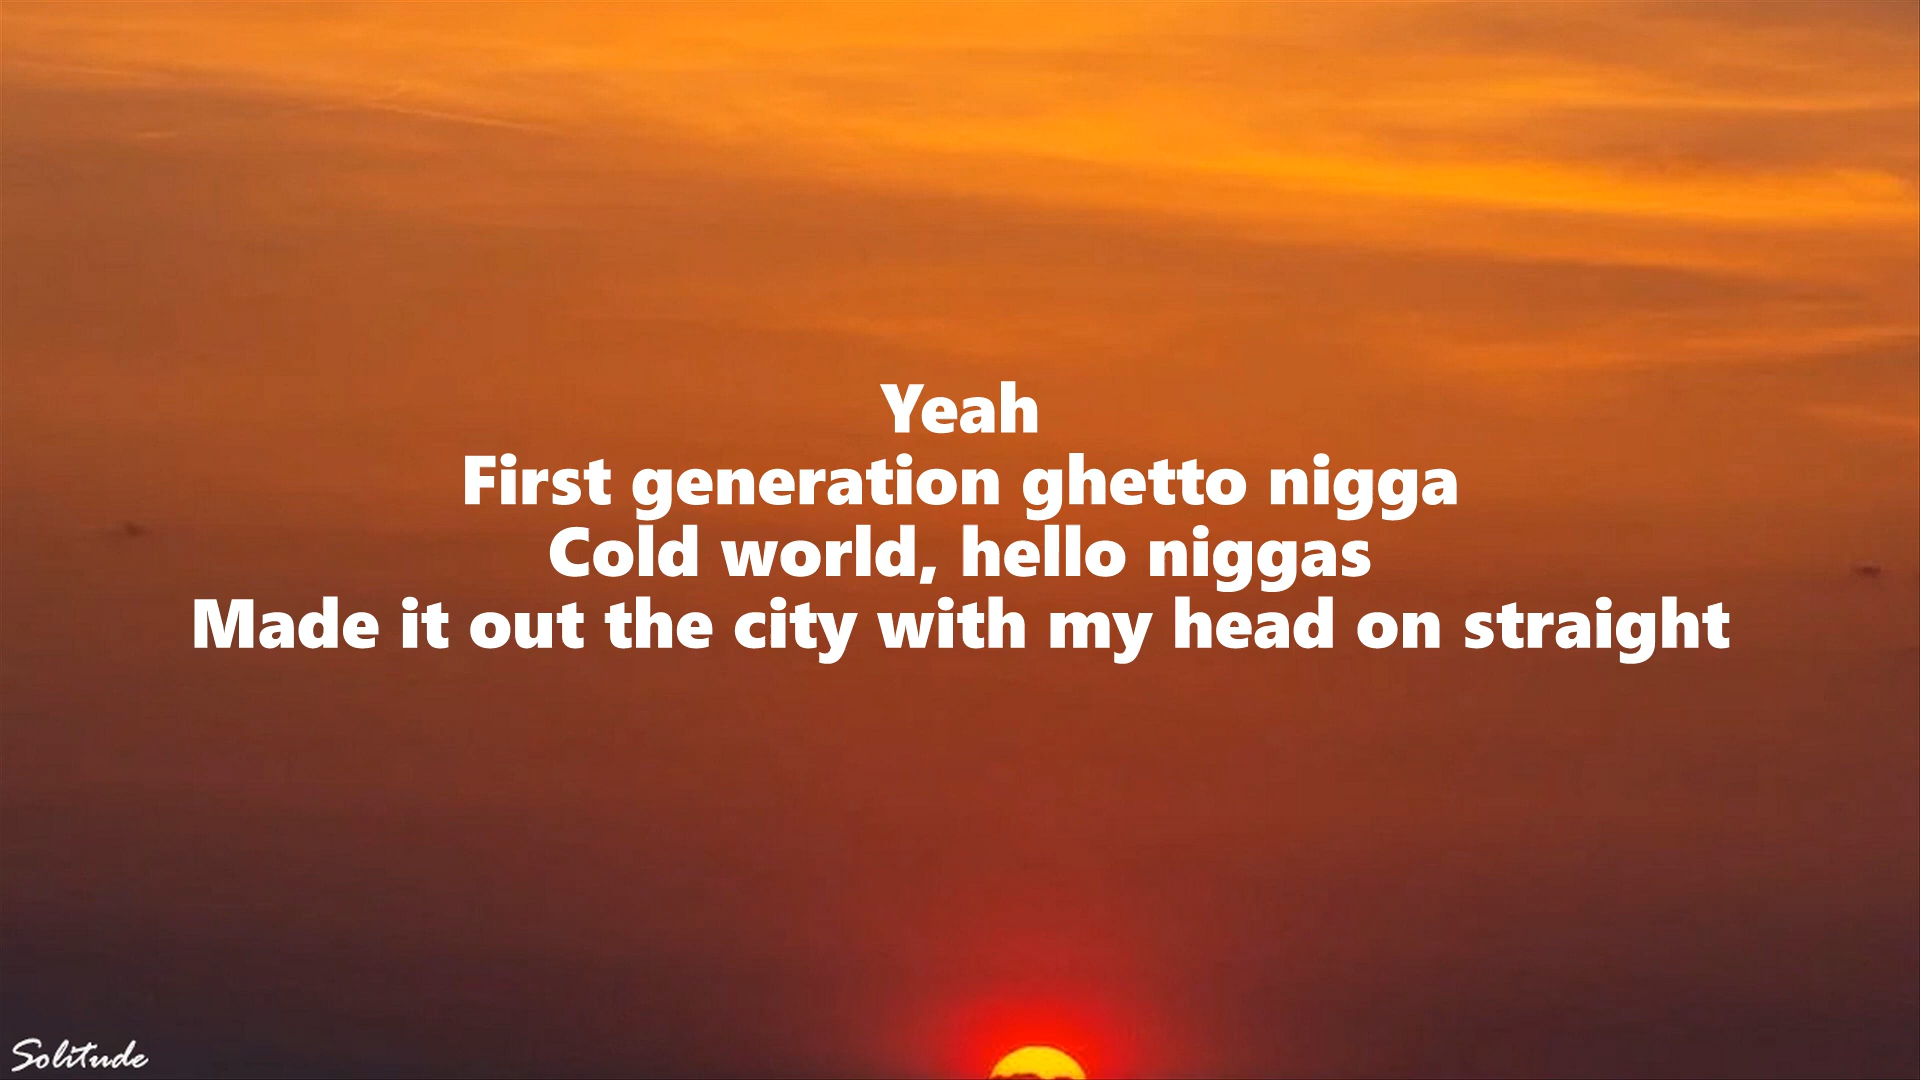 Yeah
First generation ghetto nigga
Cold world, hello niggas
Made it out the city with my head on straight
Solitude